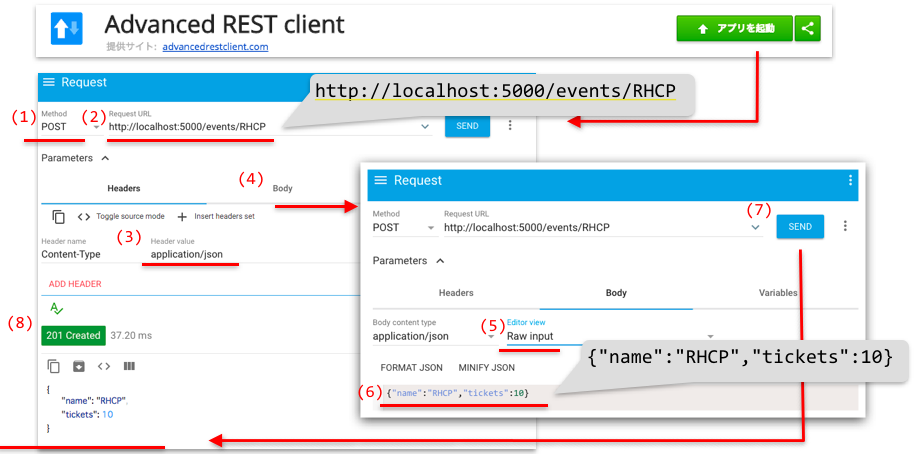 Advanced REST client
提供サイト: advancedrestclient.com
アプリを起動
Request
http://localhost:5000/events/RHCP
(1) Method
POST
(2) Request URL
http://localhost:5000/events/RHCP
SEND
Parameters
Headers
(4) Body
Toggle source mode
Insert headers set
(3)
Header name
Content-Type
Header value
application/json
ADD HEADER
(8)
201 Created 37.20 ms
{
"name": "RHCP",
"tickets": 10
}
Request
Method
POST
Request URL
http://localhost:5000/events/RHCP
(7) SEND
Parameters
Headers
Body
Variables
Body content type
application/json
(5) Editor view
Raw input
FORMAT JSON
MINIFY JSON
{"name":"RHCP","tickets":10}
(6) {"name":"RHCP","tickets":10}